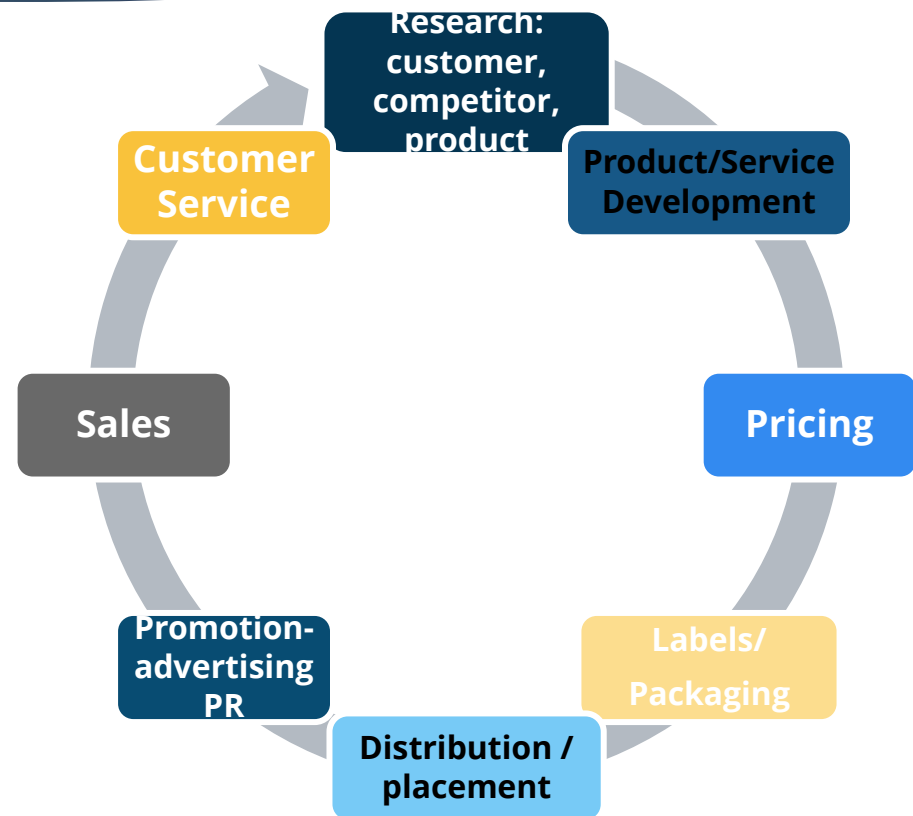 Research:
customer,
competitor,
product
Product/Service
Development
Pricing
Labels/
Packaging
Distribution /
placement
Promotion-
advertising
PR
Sales
Customer
Service